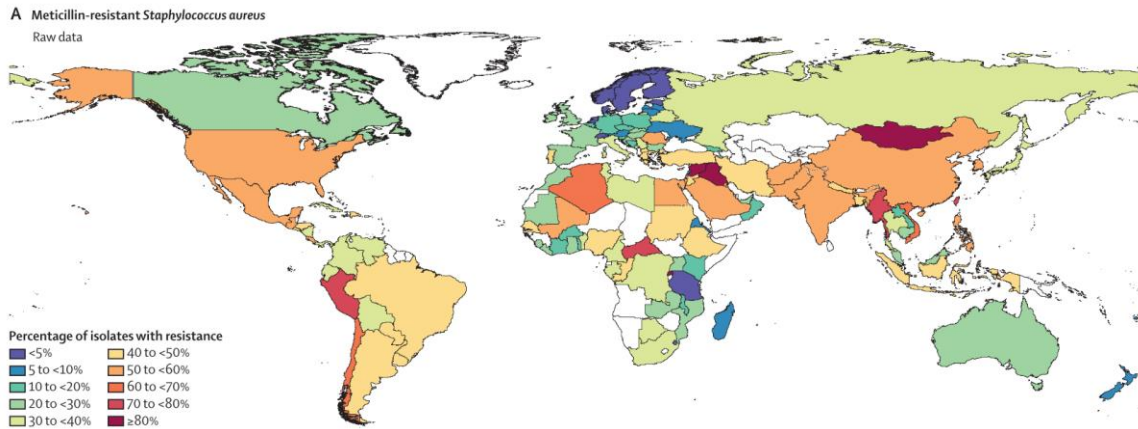 A Meticillin-resistant Staphylococcus aureus
Raw data
Percentage of isolates with resistance
<5%
5 to <10%
10 to <20%
20 to <30%
30 to <40%
40 to <50%
50 to <60%
60 to <70%
70 to <80%
≥80%